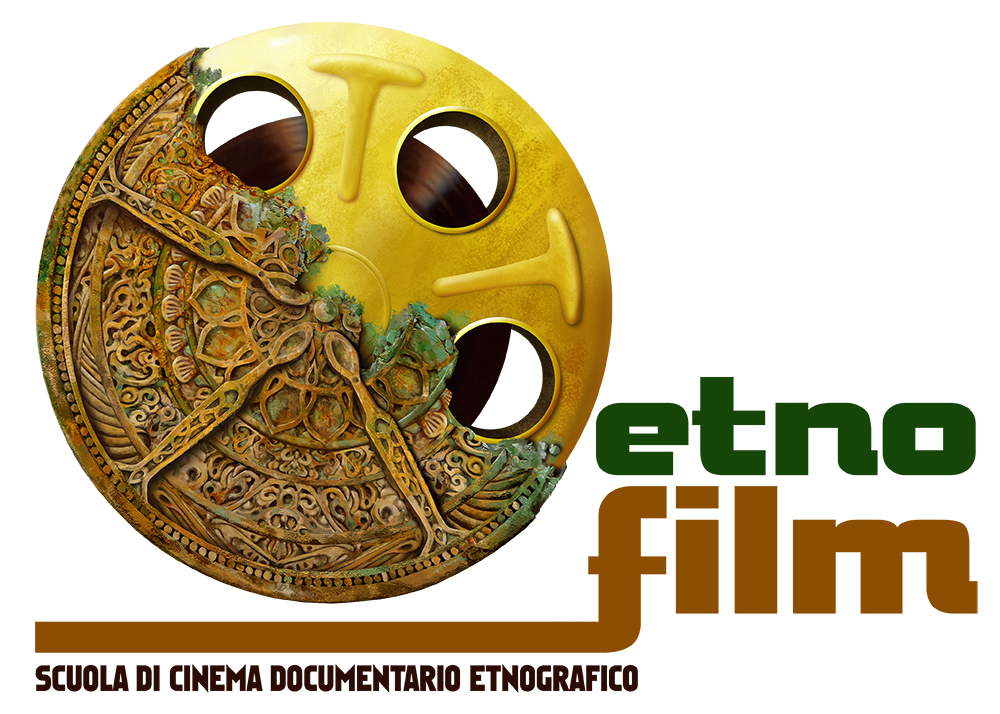 etno
film
SCUOLA DI CINEMA DOCUMENTARIO ETNOGRAFICO